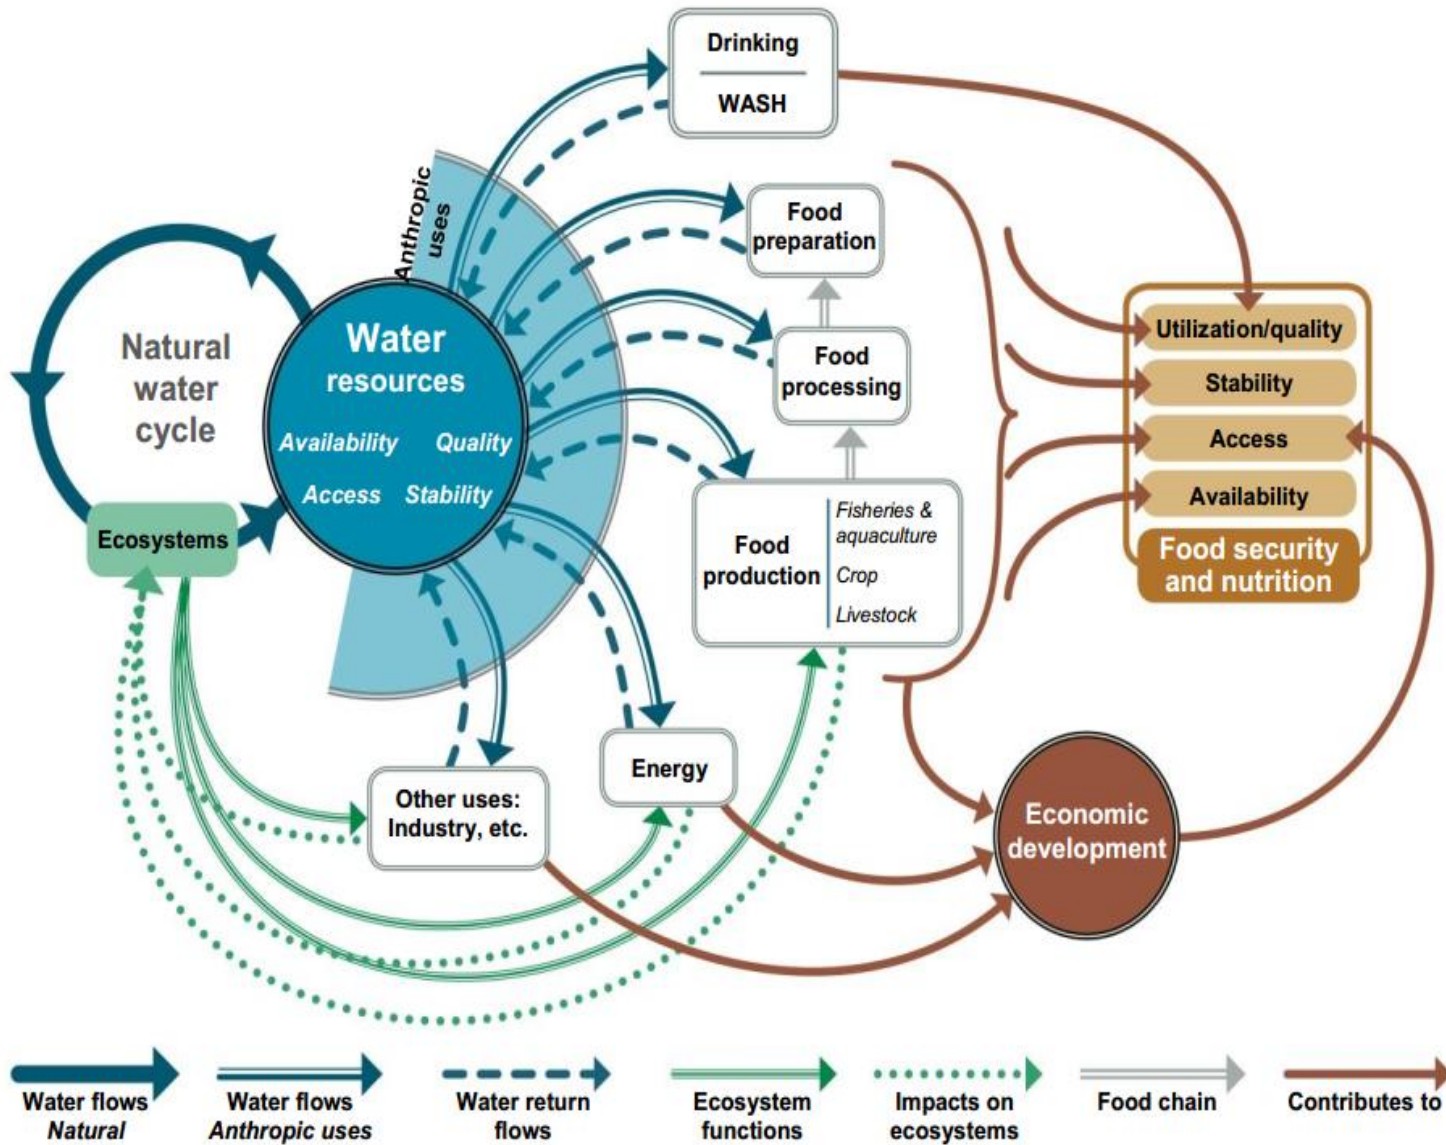 Drinking
WASH
Anthropic
uses
Food
preparation
Natural
water
cycle
Water
resources
Availability Quality
Access Stability
Food
processing
Utilization/quality
Stability
Access
Availability
Food security
and nutrition
Ecosystems
Food
production
Fisheries &
aquaculture
Crop
Livestock
Energy
Other uses:
Industry, etc.
Economic
development
Water flows
Natural
Water flows
Anthropic uses
Water return
flows
Ecosystem
functions
Impacts on
ecosystems
Food chain
Contributes to